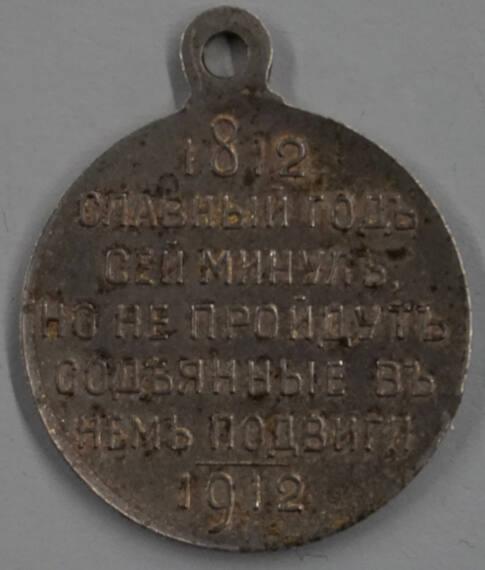 1812
СЛАВНЫЙ ГОДЪ
СЕЙ МИНУЛЪ,
НО НЕ ПРОЙДУТЪ
СОДѢЯННЫЕ ВЪ
НЕМЪ ПОДВИГИ
1912